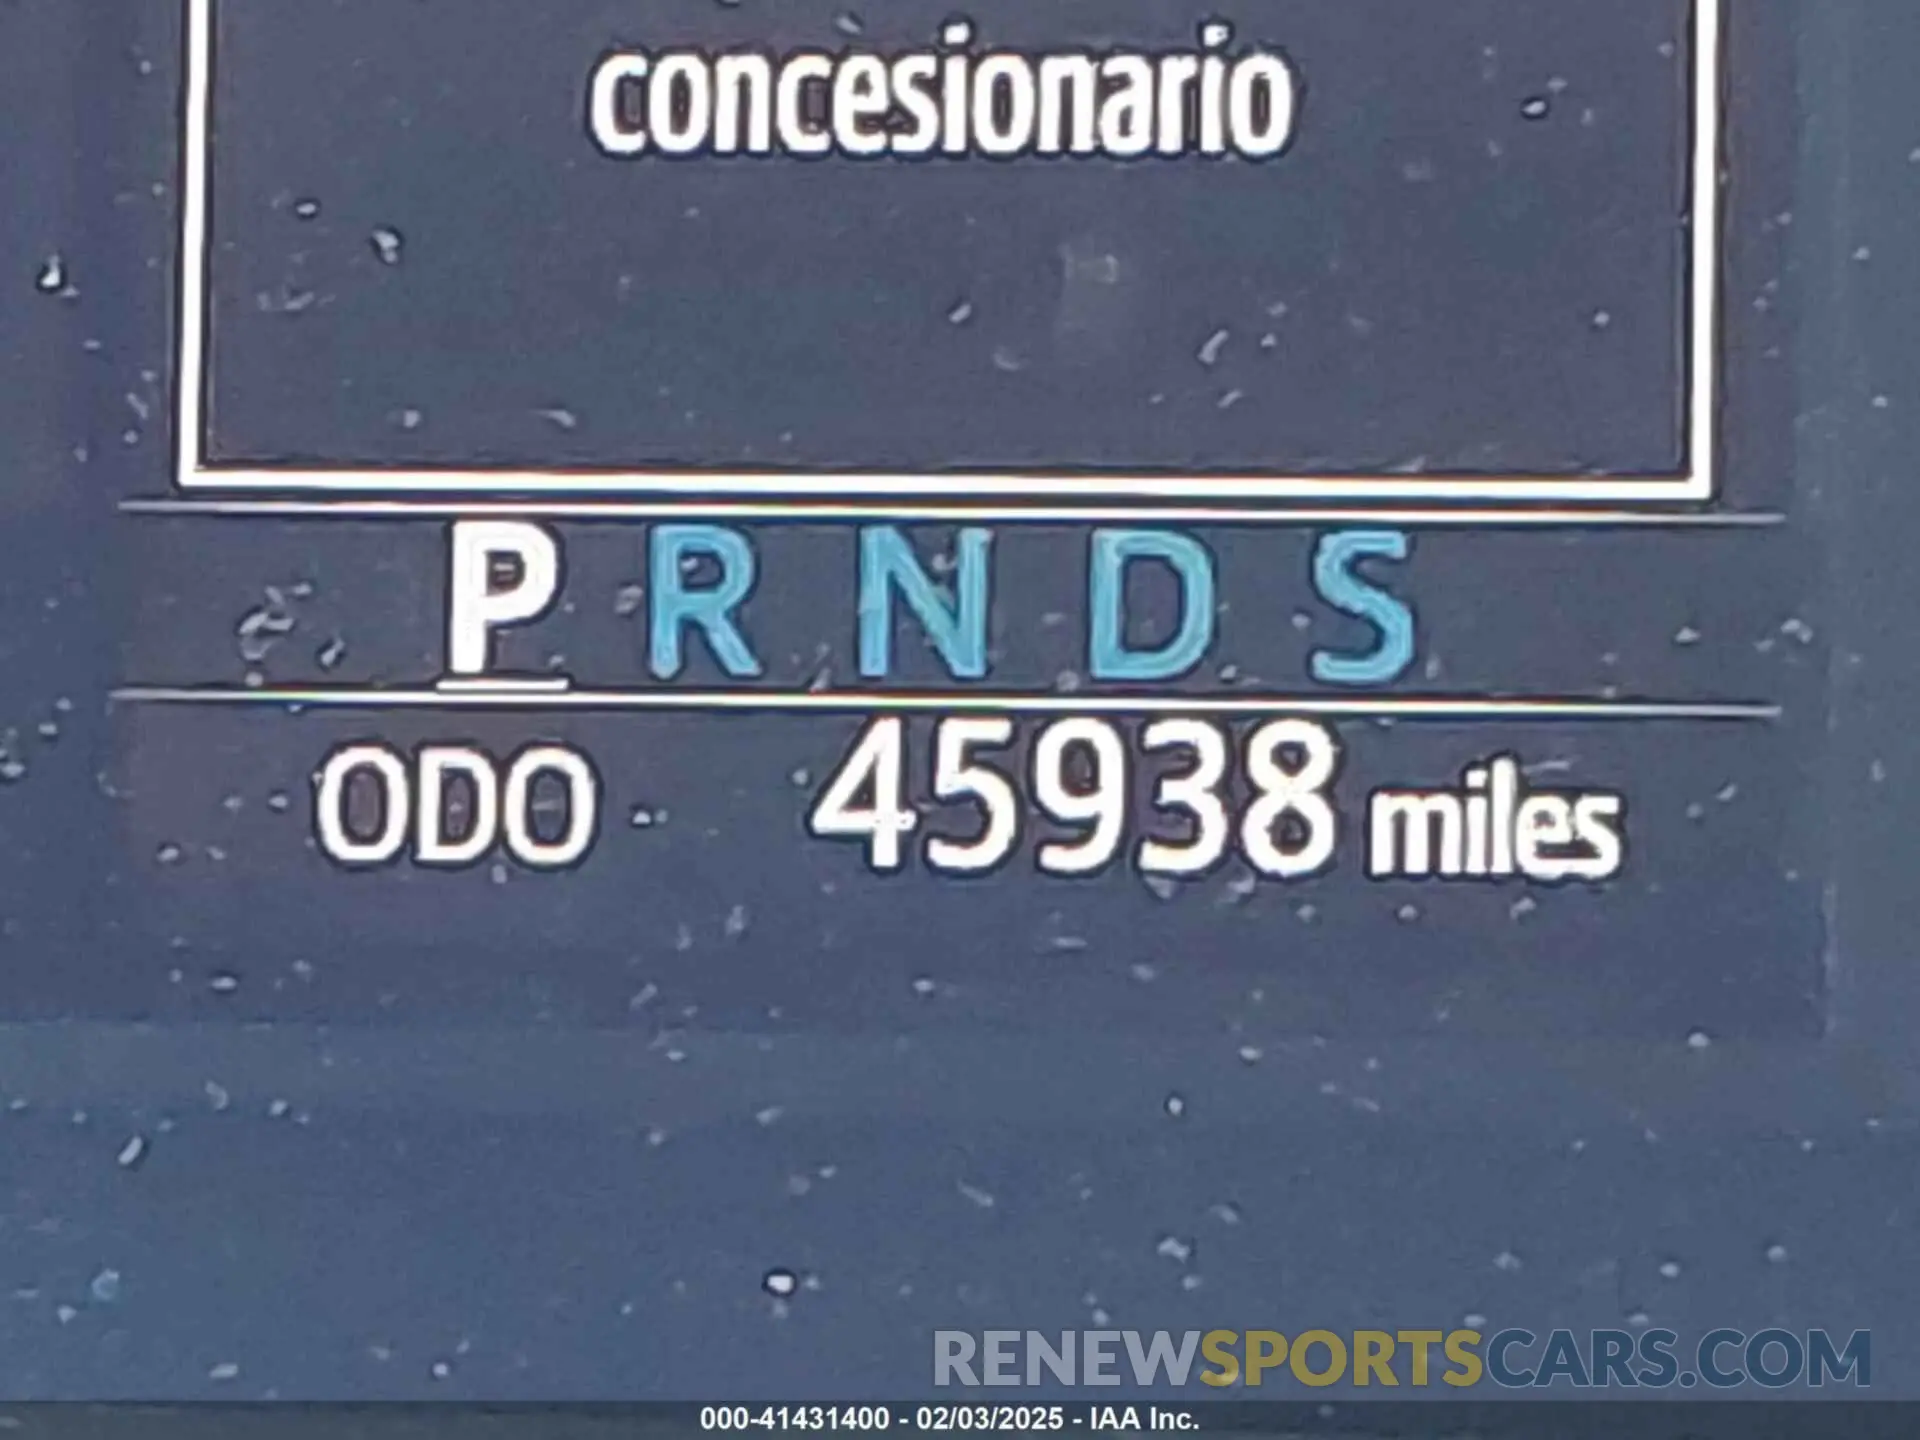 concesionario
P R N D S
ODO 45938 miles
RENEWSPORTSCARS.COM
000-41431400 - 02/03/2025 - IAA Inc.